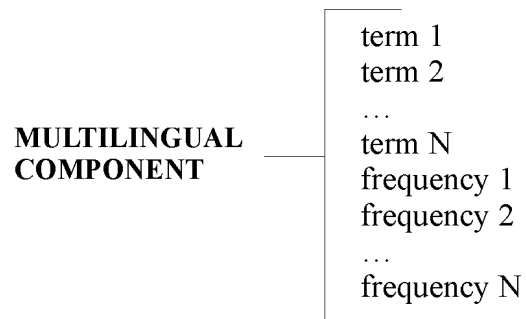 MULTILINGUAL
COMPONENT
term 1
term 2
…
term N
frequency 1
frequency 2
…
frequency N